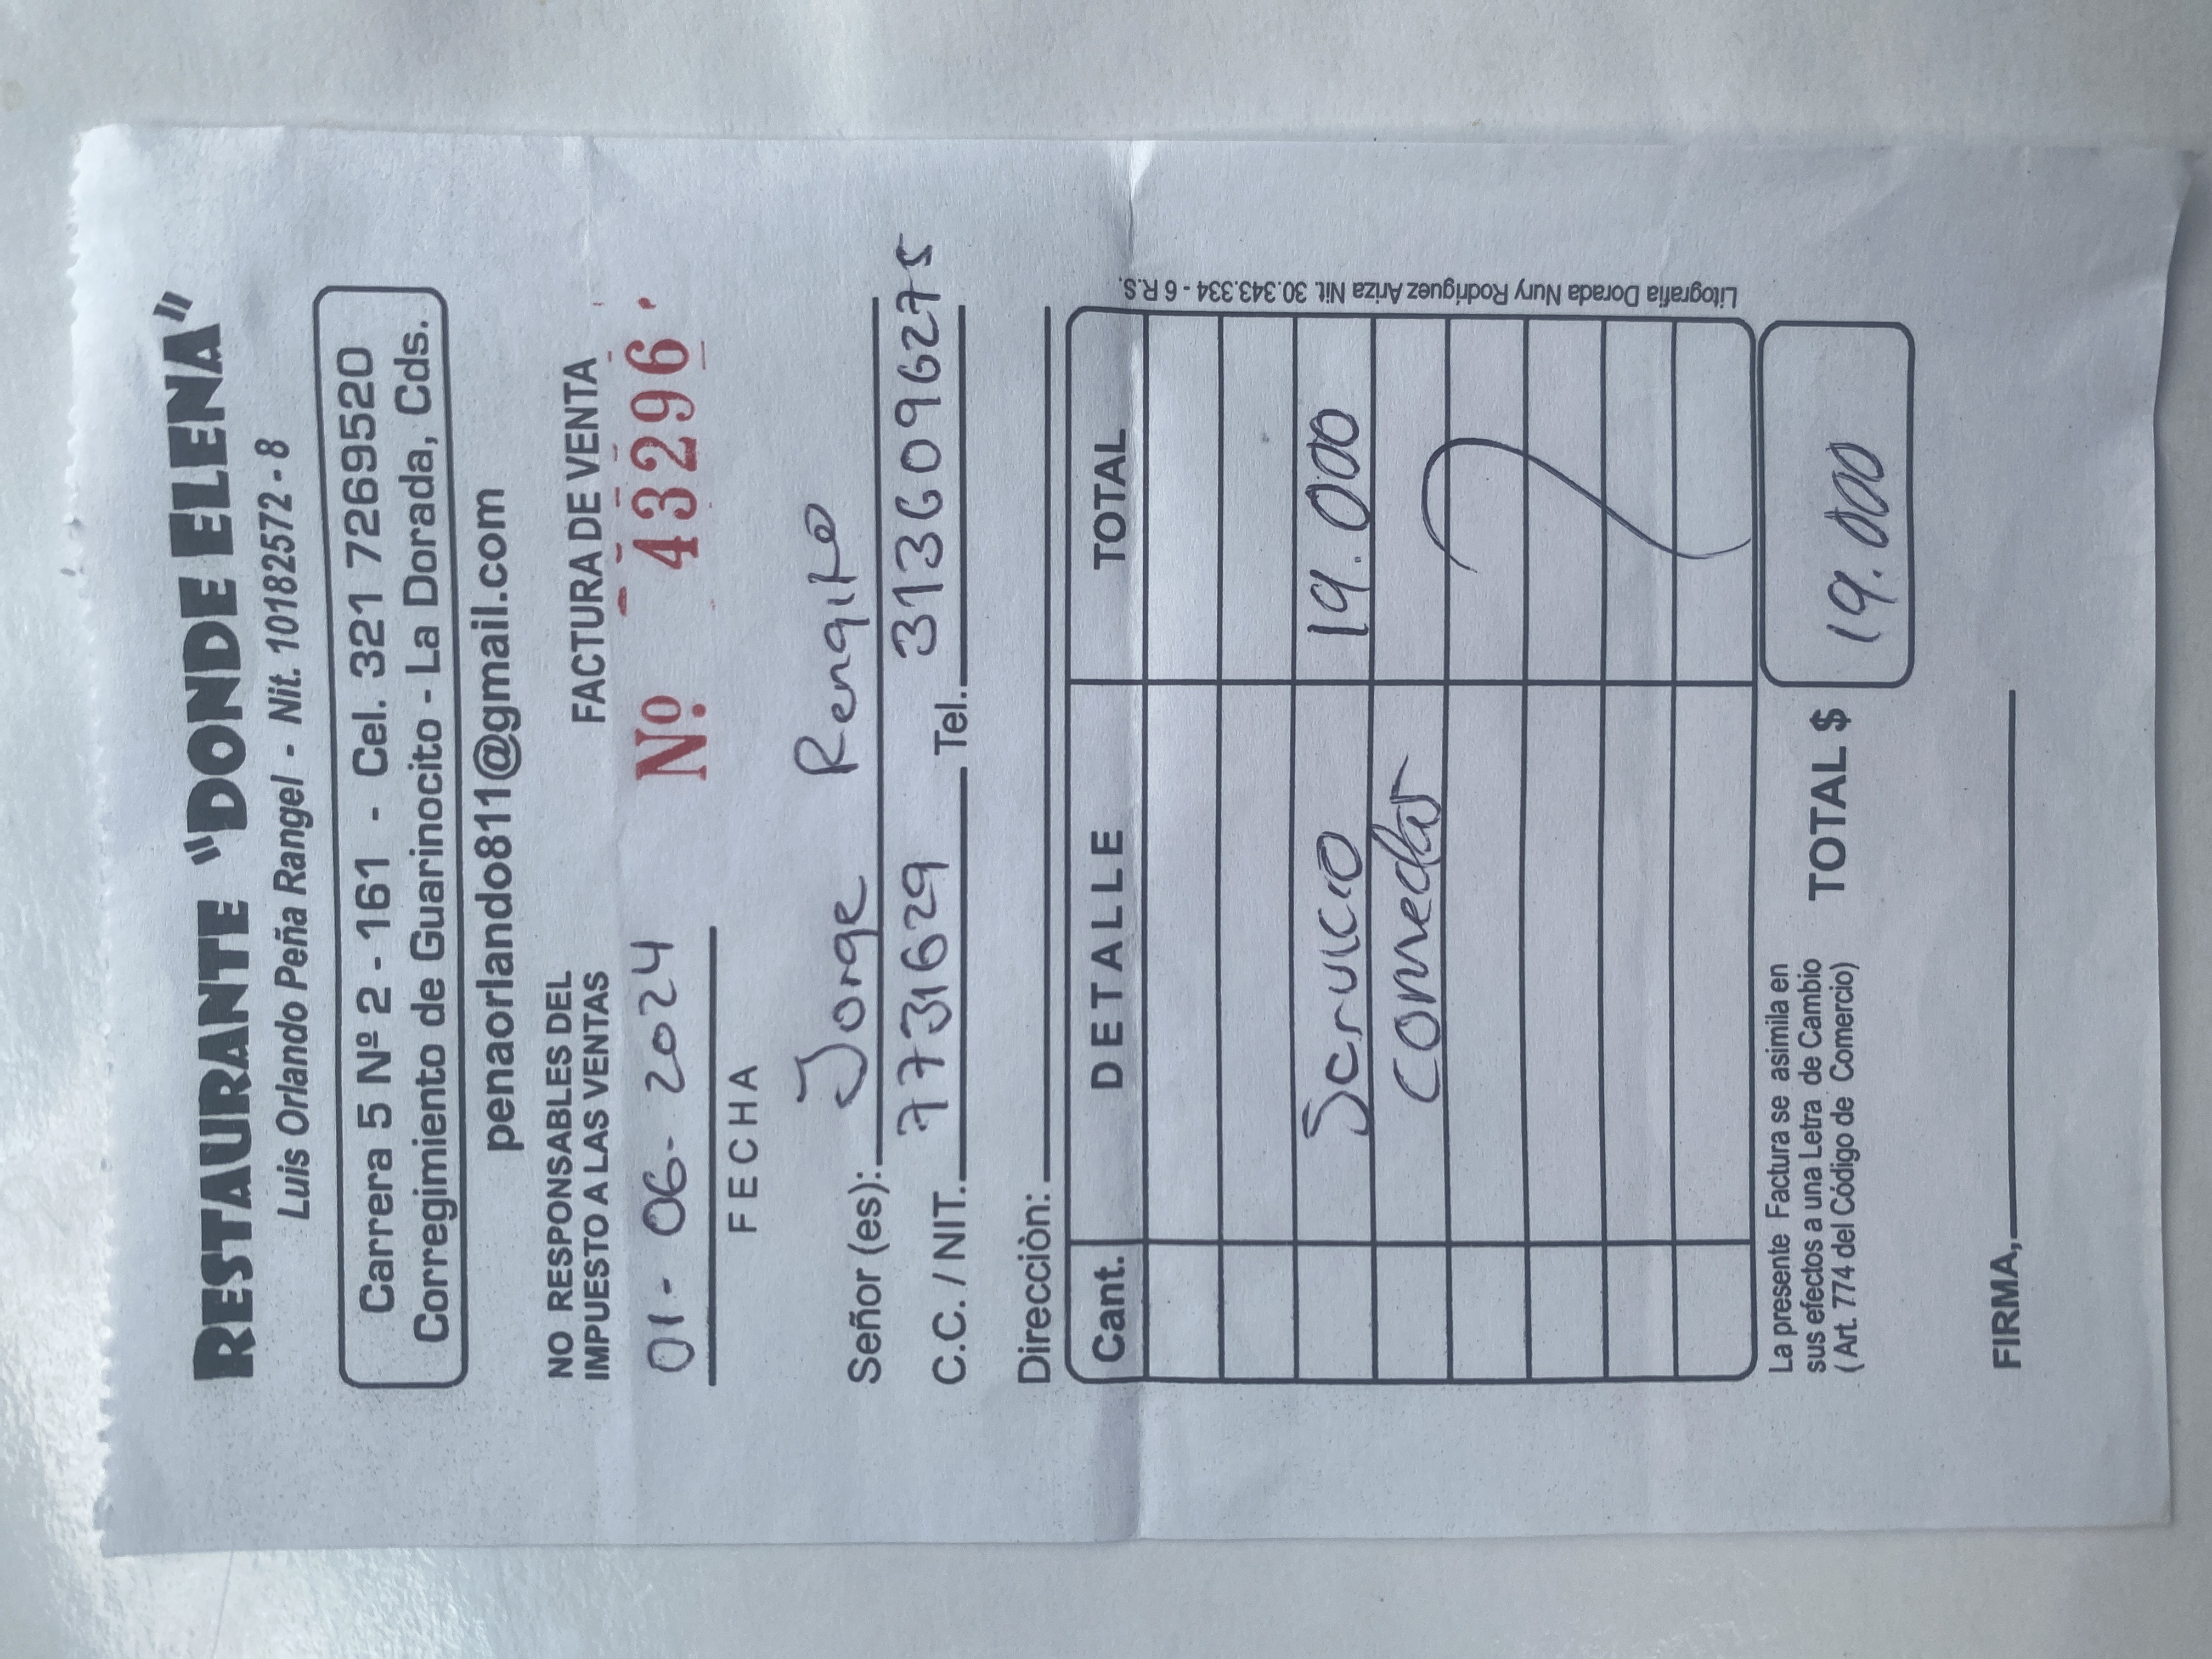 RESTAURANTE "DONDE ELENA"
Luis Orlando Peña Rangel - Nit. 10182572 - 8
Carrera 5 Nº 2 - 161 - Cel. 321 7269520
Corregimiento de Guarinocito - La Dorada, Cds.
penaorlando811@gmail.com
NO RESPONSABLES DEL
IMPUESTO A LAS VENTAS
FACTURA DE VENTA
01-06-2024
Nº 43296
FECHA
Señor (es): Jorge Rengifo
C.C. / NIT. 7731629 Tel. 3136096275
Direcciòn:
Cant. DETALLE TOTAL
Servicio 19.000
Comedor
La presente Factura se asimila en
sus efectos a una Letra de Cambio
( Art. 774 del Código de Comercio)
TOTAL $ 19.000
FIRMA,
Litografia Dorada Nury Rodriguez Ariza Nit. 30.343.334 - 6 R.S.